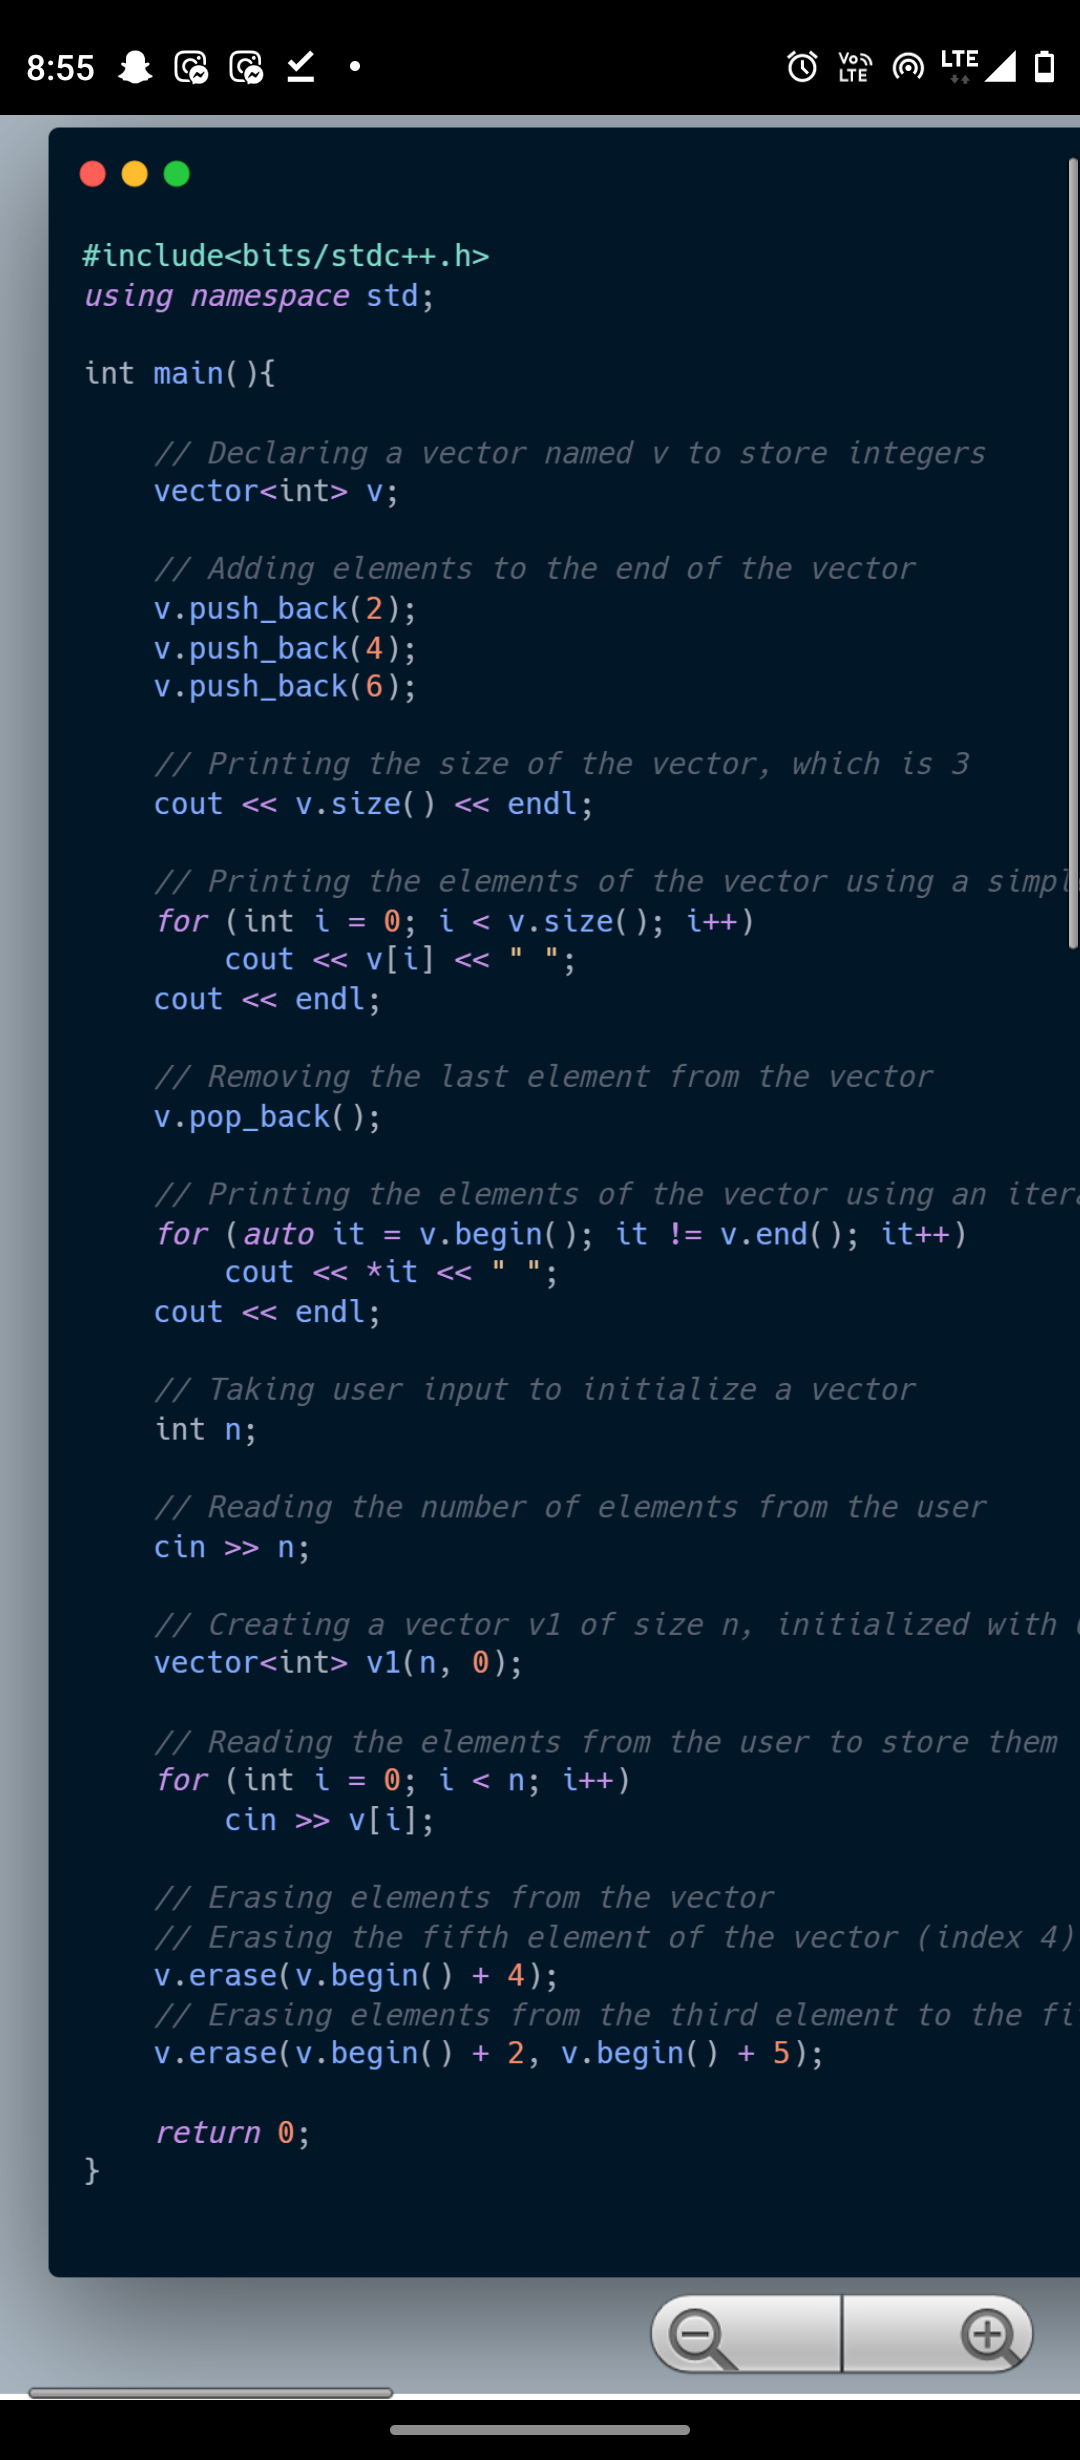 8:55
Vo
LTE
LTE
#include<bits/stdc++.h>
using namespace std;
int main(){
// Declaring a vector named v to store integers
vector<int> v;
// Adding elements to the end of the vector
v.push_back(2);
v.push_back(4);
v.push_back(6);
// Printing the size of the vector, which is 3
cout << v.size() << endl;
// Printing the elements of the vector using a
for (int i = 0; i < v.size(); i++)
cout << v[i] << " ";
cout << endl;
// Removing the last element from the vector
v.pop_back();
// Printing the elements of the vector using an
for (auto it = v.begin(); it != v.end(); it++)
cout << *it << " ";
cout << endl;
// Taking user input to initialize a vector
int n;
// Reading the number of elements from the user
cin >> n;
// Creating a vector v1 of size n, initialized with
vector<int> v1(n, 0);
// Reading the elements from the user to store them
for (int i = 0; i < n; i++)
cin >> v[i];
// Erasing elements from the vector
// Erasing the fifth element of the vector (index 4)
v.erase(v.begin() + 4);
// Erasing elements from the third element to the
v.erase(v.begin() + 2, v.begin() + 5);
return 0;
}